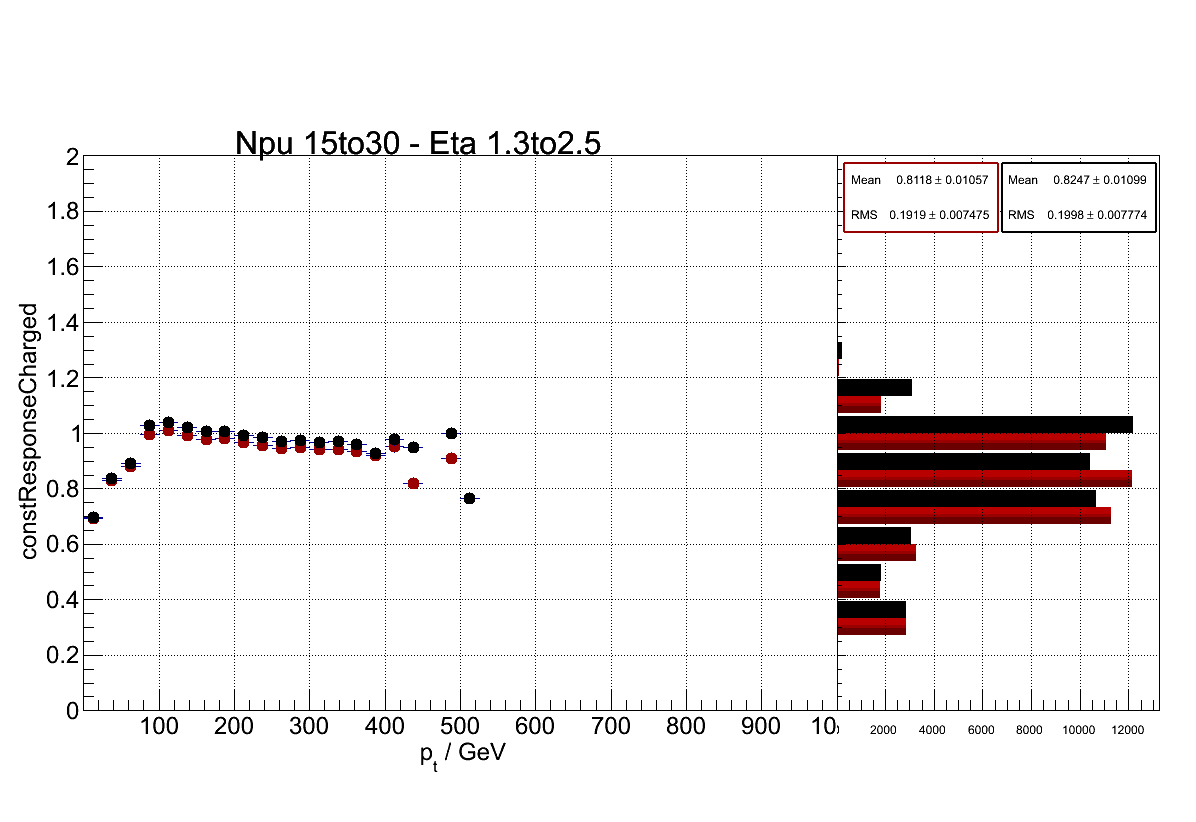 Npu 15to30 - Eta 1.3to2.5
Mean 0.8118 ± 0.01057
RMS 0.1919 ± 0.007475
Mean 0.8247 ± 0.01099
RMS 0.1998 ± 0.007774
constResponseCharged
2
1.8
1.6
1.4
1.2
1
0.8
0.6
0.4
0.2
0
100 200 300 400 500 600 700 800 900 10
2000 4000 6000 8000 10000 12000
pt / GeV